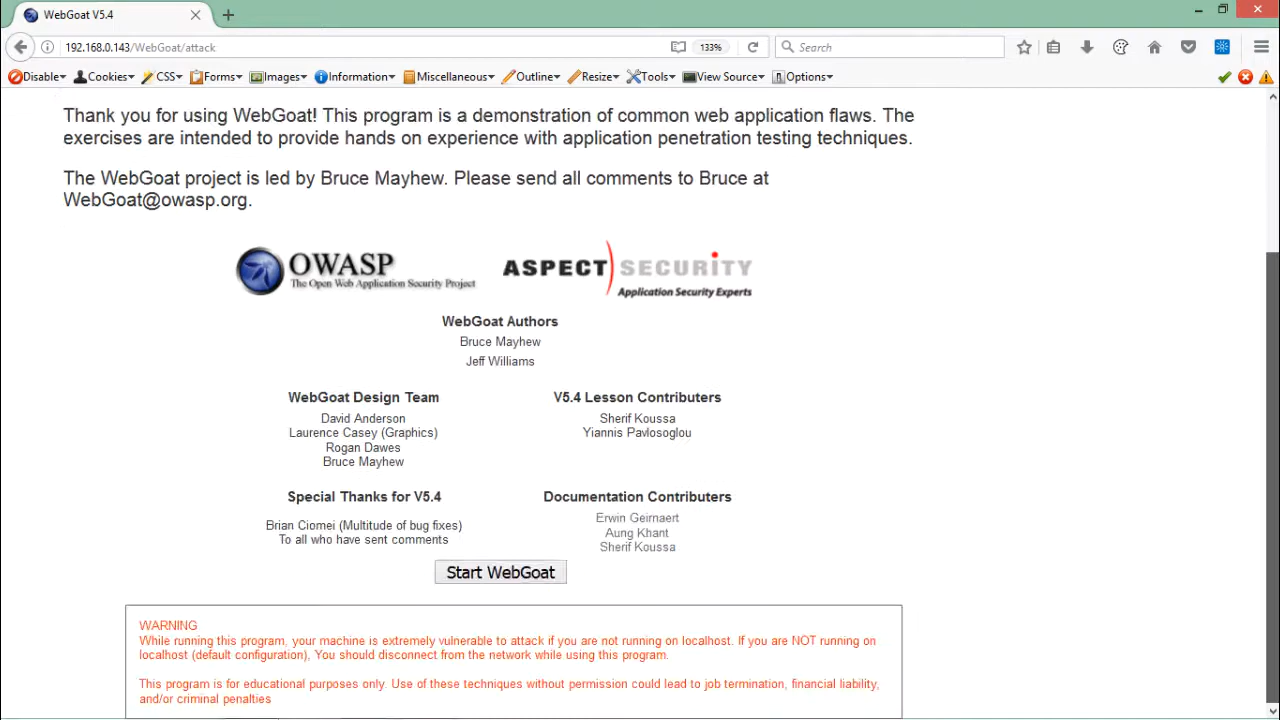 WebGoat V5.4
192.168.0.143/WebGoat/attack
133%
Search
Disable Cookies CSS Forms Images Information Miscellaneous Outline Resize Tools View Source Options
Thank you for using WebGoat! This program is a demonstration of common web application flaws. The
exercises are intended to provide hands on experience with application penetration testing techniques.
The WebGoat project is led by Bruce Mayhew. Please send all comments to Bruce at
WebGoat@owasp.org.
OWASP
The Open Web Application Security Project
ASPECT SECURITY
Application Security Experts
WebGoat Authors
Bruce Mayhew
Jeff Williams
WebGoat Design Team
David Anderson
Laurence Casey (Graphics)
Rogan Dawes
Bruce Mayhew
V5.4 Lesson Contributers
Sherif Koussa
Yiannis Pavlosoglou
Special Thanks for V5.4
Brian Ciomei (Multitude of bug fixes)
To all who have sent comments
Documentation Contributers
Erwin Geirnaert
Aung Khant
Sherif Koussa
Start WebGoat
WARNING
While running this program, your machine is extremely vulnerable to attack if you are not running on localhost. If you are NOT running on
localhost (default configuration), You should disconnect from the network while using this program.
This program is for educational purposes only. Use of these techniques without permission could lead to job termination, financial liability,
and/or criminal penalties